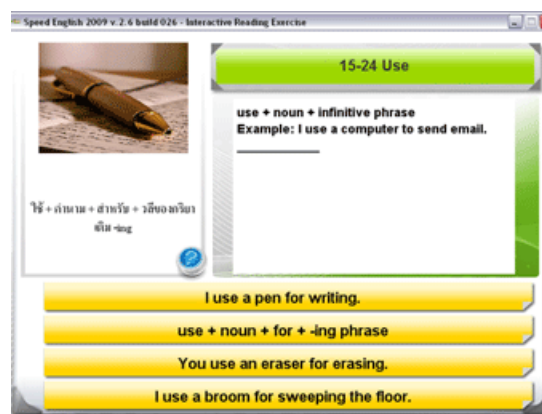 Speed English 2009 v. 2.6 build 026 - Interactive Reading Exercise
15-24 Use
use + noun + infinitive phrase
Example: I use a computer to send email.
ใช้ + คำนาม + สำหรับ + วลีของกริยา
เติม -ing
I use a pen for writing.
use + noun + for + -ing phrase
You use an eraser for erasing.
I use a broom for sweeping the floor.